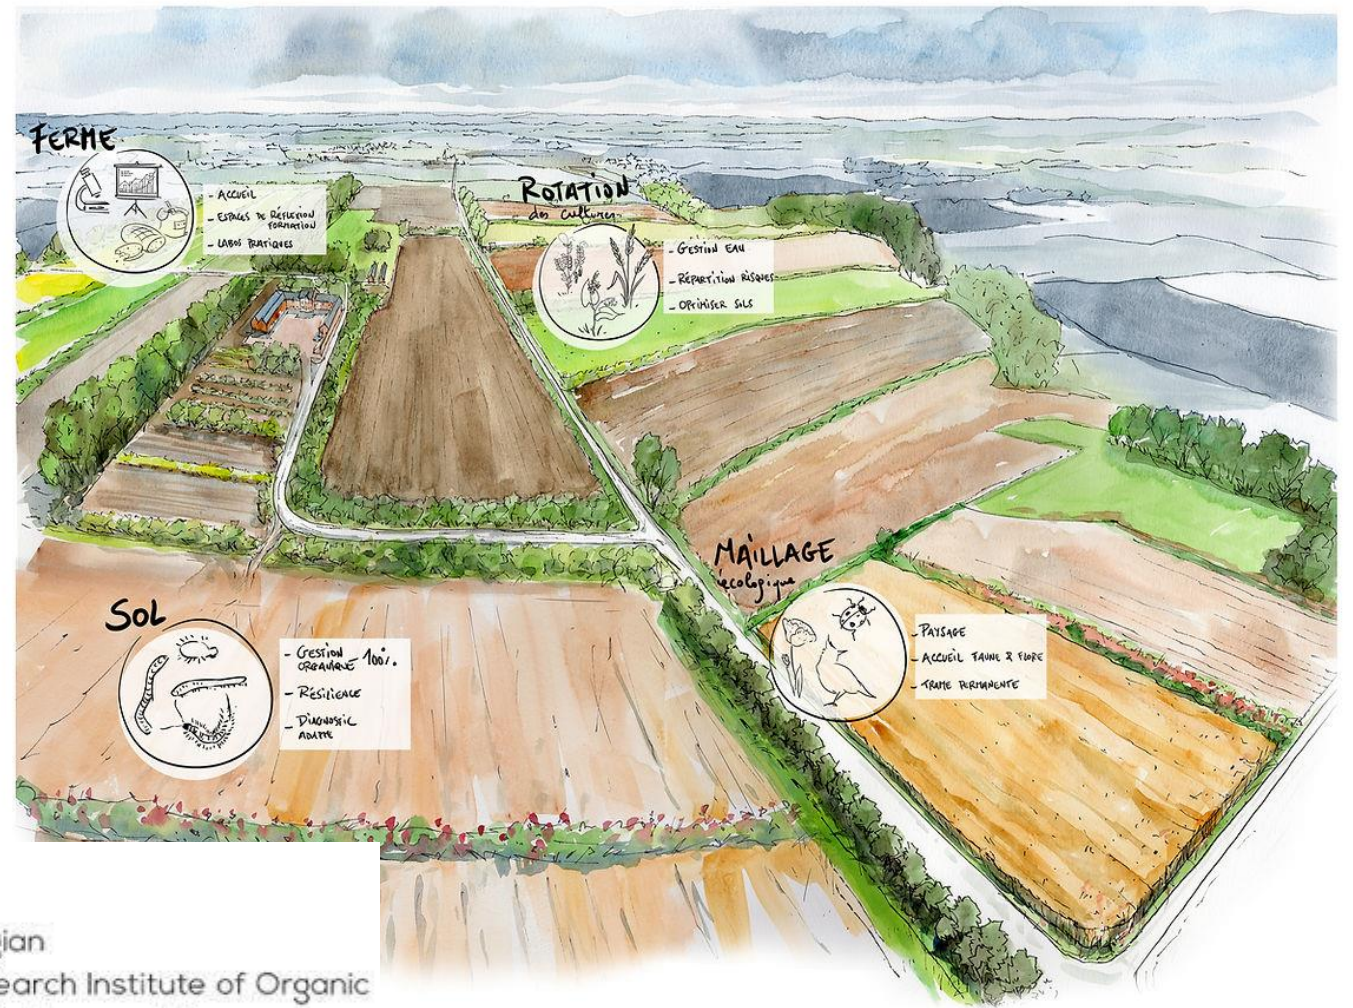 FERME
- ACCUEIL
- ESPACES DE RÉFLEXION
FORMATION
- LABOS PRATIQUES
ROTATION
des cultures
- GESTION EAU
- RÉPARTITION RISQUES
- OPTIMISER SOLS
MAILLAGE
écologique
- PAYSAGE
- ACCUEIL FAUNE & FLORE
- TRAME PERMANENTE
SOL
- GESTION
ORGANIQUE 100%
- RÉSILIENCE
- DIAGNOSTIC
ADAPTÉ
gian
earch Institute of Organic